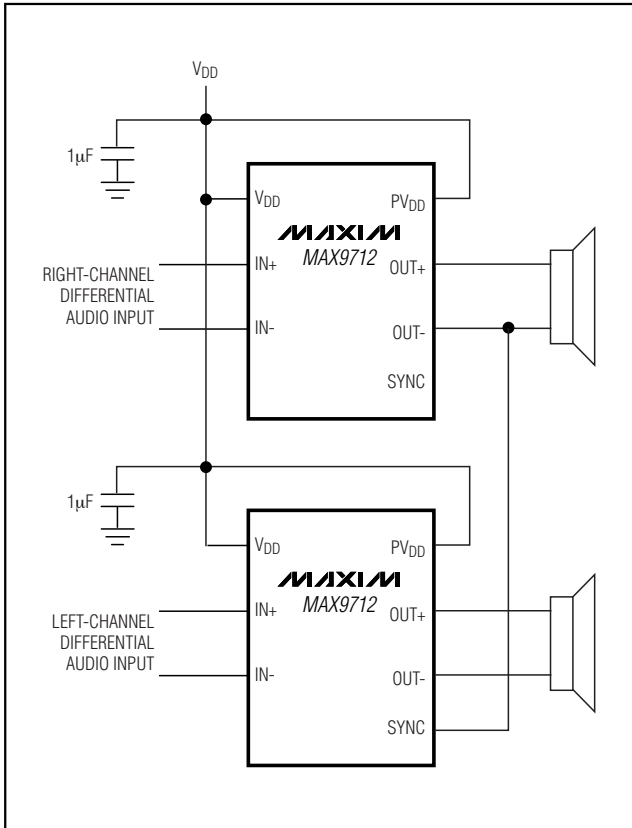 VDD
1µF
VDD
PVDD
MAXIM
MAX9712
IN+
OUT+
RIGHT-CHANNEL
DIFFERENTIAL
AUDIO INPUT
IN-
OUT-
SYNC
1µF
VDD
PVDD
MAXIM
MAX9712
IN+
OUT+
LEFT-CHANNEL
DIFFERENTIAL
AUDIO INPUT
IN-
OUT-
SYNC